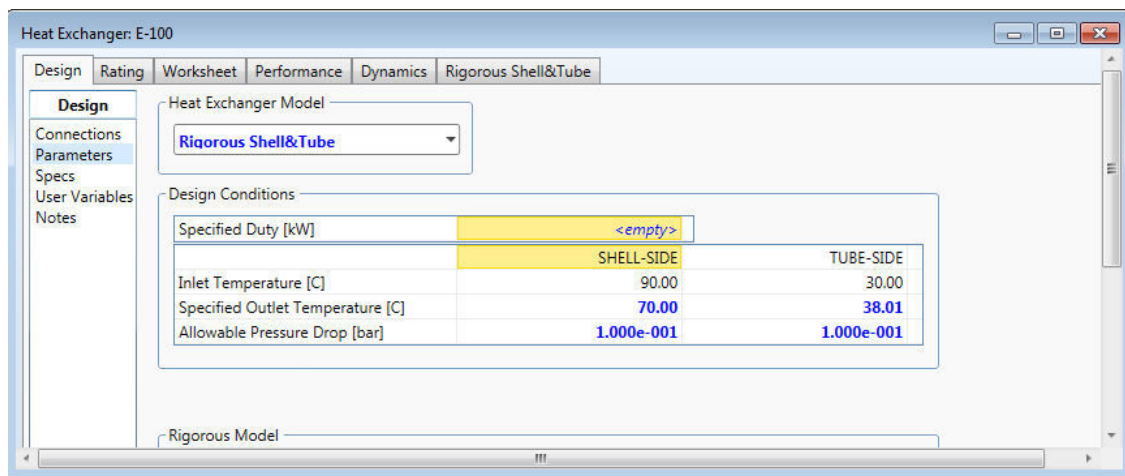 Heat Exchanger: E-100
Design Rating Worksheet Performance Dynamics Rigorous Shell&Tube
Design
Connections
Parameters
Specs
User Variables
Notes
Heat Exchanger Model
Rigorous Shell&Tube
Design Conditions
Specified Duty [kW] <empty>
SHELL-SIDE TUBE-SIDE
Inlet Temperature [C] 90.00 30.00
Specified Outlet Temperature [C] 70.00 38.01
Allowable Pressure Drop [bar] 1.000e-001 1.000e-001
Rigorous Model